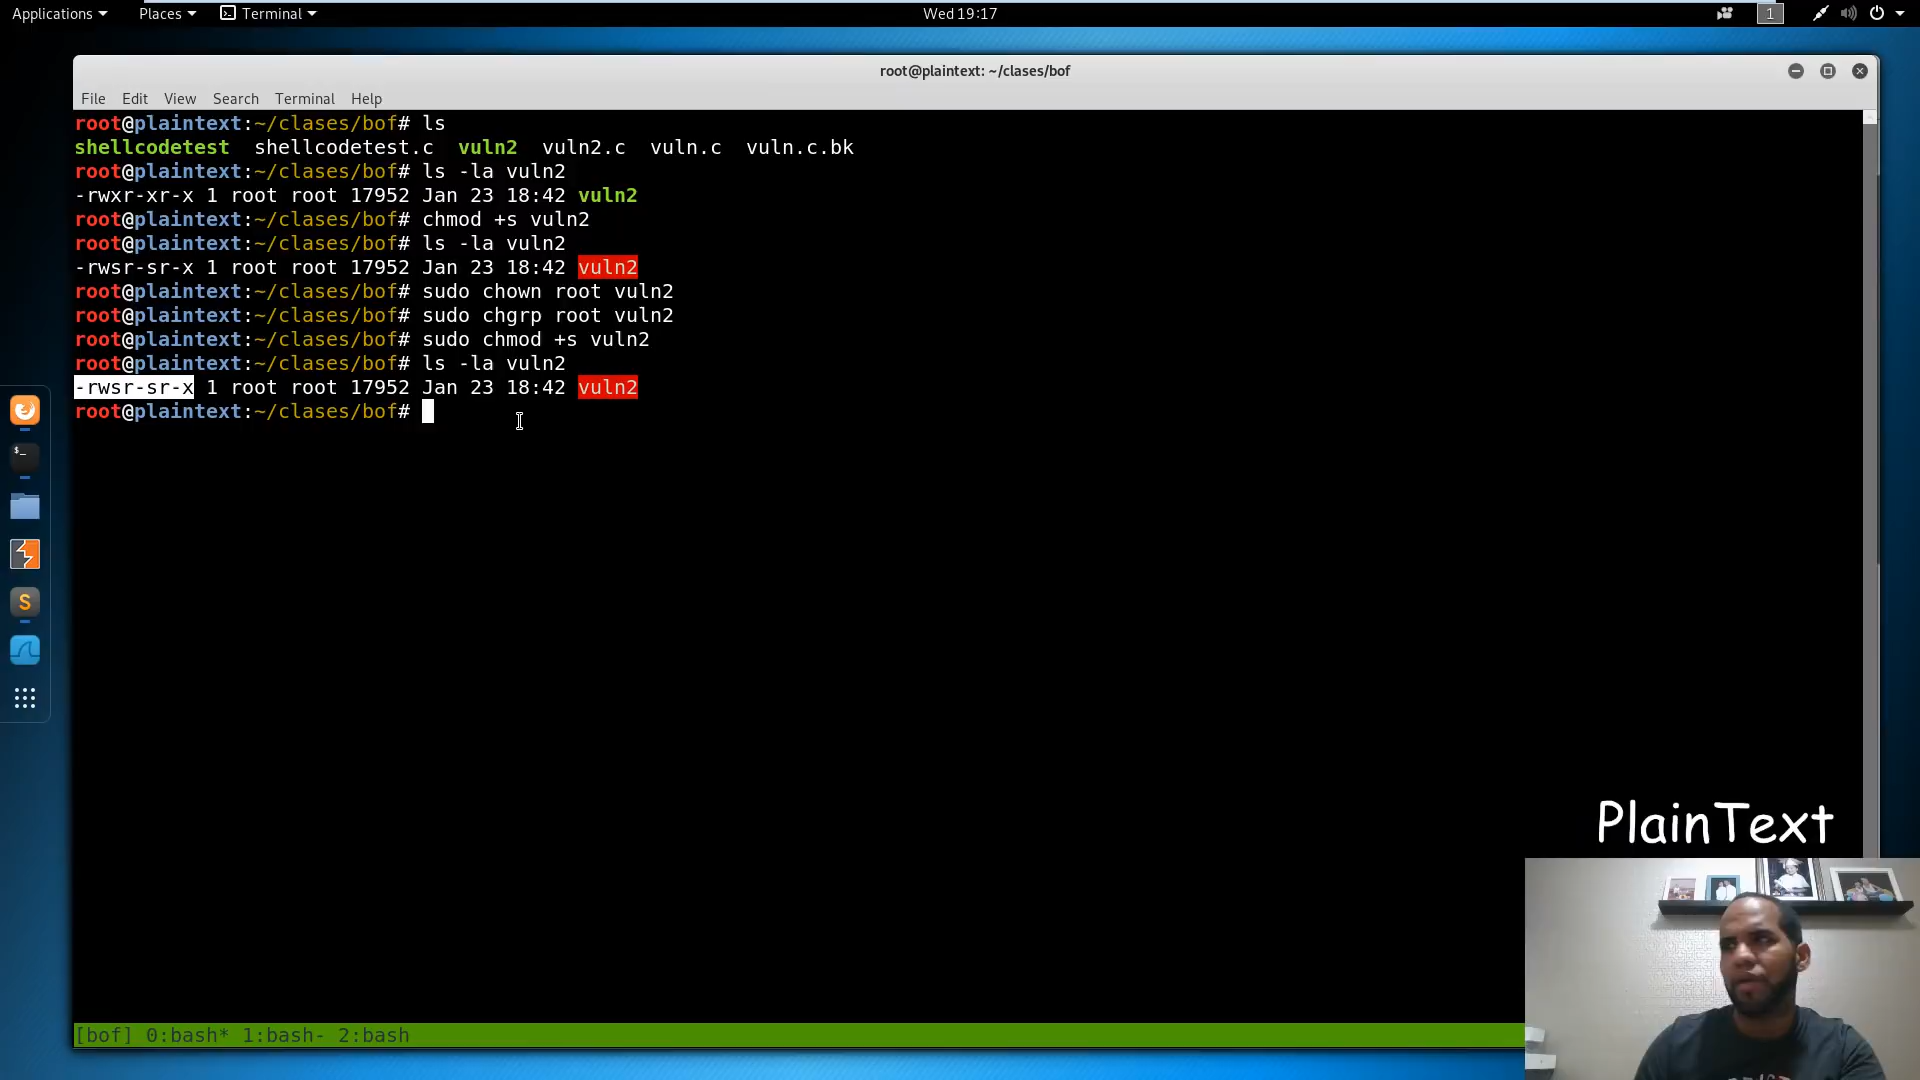 Applications Places Terminal Wed 19:17 1
root@plaintext: ~/clases/bof
File Edit View Search Terminal Help
root@plaintext:~/clases/bof# ls
shellcodetest shellcodetest.c vuln2 vuln2.c vuln.c vuln.c.bk
root@plaintext:~/clases/bof# ls -la vuln2
-rwxr-xr-x 1 root root 17952 Jan 23 18:42 vuln2
root@plaintext:~/clases/bof# chmod +s vuln2
root@plaintext:~/clases/bof# ls -la vuln2
-rwsr-sr-x 1 root root 17952 Jan 23 18:42 vuln2
root@plaintext:~/clases/bof# sudo chown root vuln2
root@plaintext:~/clases/bof# sudo chgrp root vuln2
root@plaintext:~/clases/bof# sudo chmod +s vuln2
root@plaintext:~/clases/bof# ls -la vuln2
-rwsr-sr-x 1 root root 17952 Jan 23 18:42 vuln2
root@plaintext:~/clases/bof#
$_
S
PlainText
[bof] 0:bash* 1:bash- 2:bash